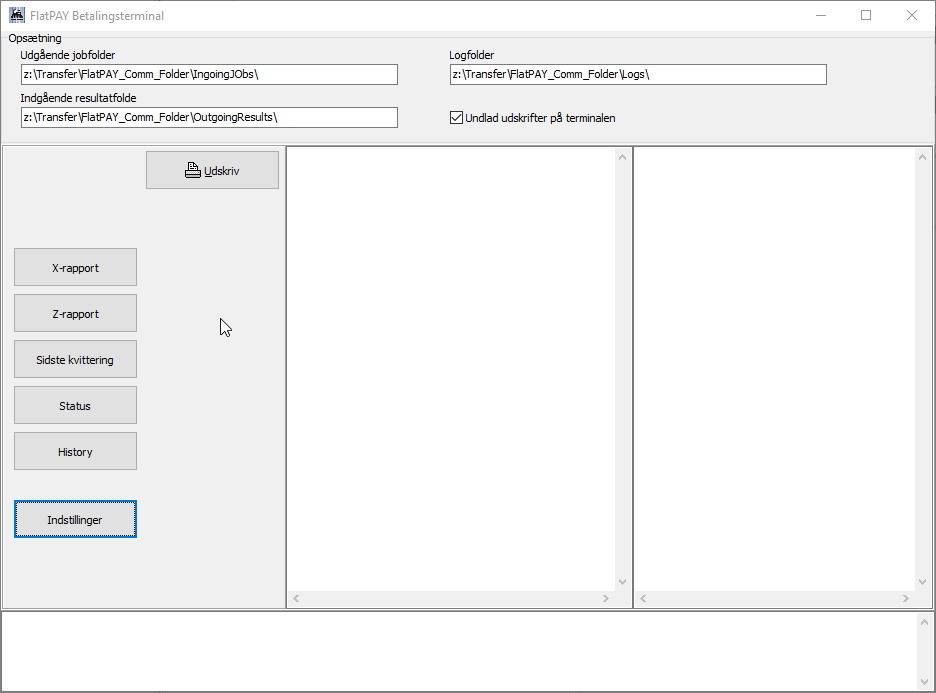 FlatPAY Betalingsterminal
Opsætning
Udgående jobfolder
z:\Transfer\FlatPAY_Comm_Folder\IngoingJObs\
Logfolder
z:\Transfer\FlatPAY_Comm_Folder\Logs\
Indgående resultatfolde
z:\Transfer\FlatPAY_Comm_Folder\OutgoingResults\
Undlad udskrifter på terminalen
Udskriv
X-rapport
Z-rapport
Sidste kvittering
Status
History
Indstillinger